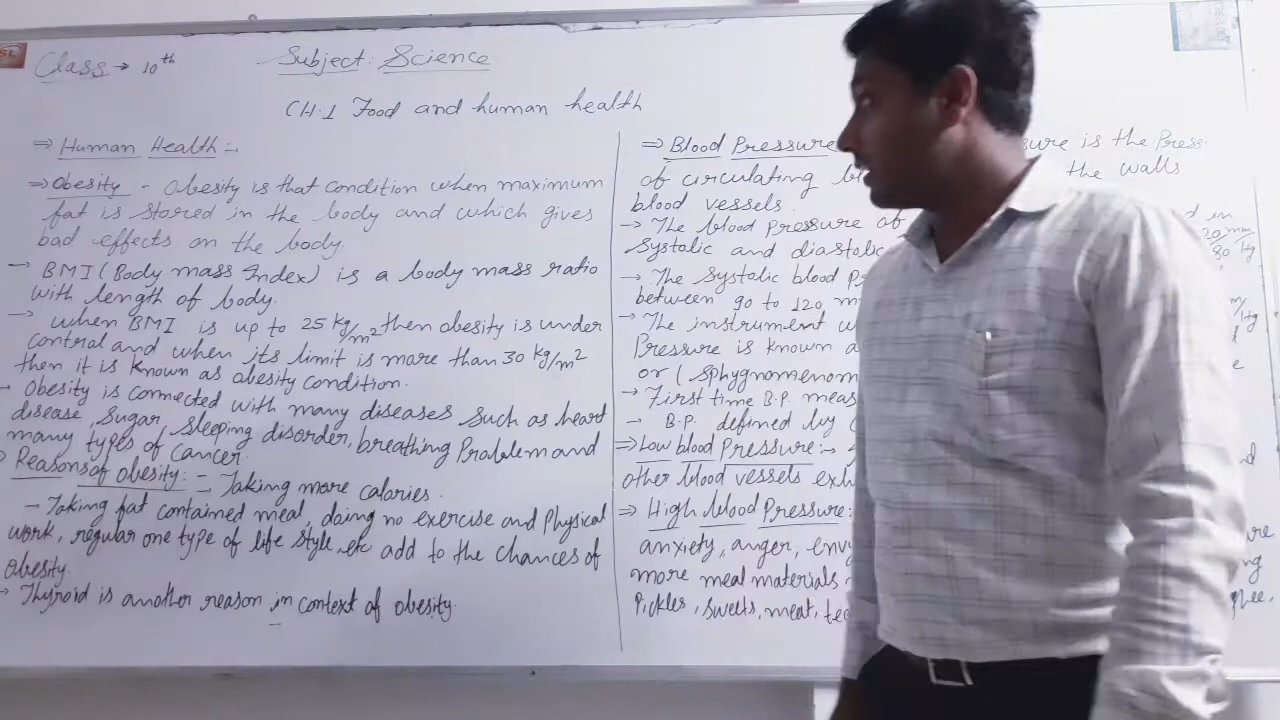 Class → 10th
Subject: Science
CH.1 Food and human health
⇒ Human Health :-
⇒ Obesity - Obesity is that condition when maximum
fat is stored in the body and which gives
bad effects on the body.
→ BMI (Body mass Index) is a body mass ratio
with length of body.
→ when BMI is up to 25 kg/m2 then obesity is under
control and when its limit is more than 30 kg/m2
then it is known as obesity condition.
→ Obesity is connected with many diseases such as heart
disease, sugar, sleeping disorder, breathing Problem and
many types of cancer.
⇒ Reasons of obesity:- - Taking more calories.
- Taking fat contained meal, doing no exercise and Physical
work, regular one type of life style, etc add to the chances of
obesity.
→ Thyroid is another reason in context of obesity.
⇒ Blood Pressure is the Press
of circulating the walls
blood vessels.
→ The blood pressure of
systalic and diastalic
→ The systalic blood
between 90 to 120
→ The instrument
Pressure is known
or (sphygnomenom
→ First time B.P.
- B.P. defined by
⇒ Low blood Pressure:-
other blood vessels
⇒ High blood Pressure:
anxiety, anger, envy
more meal materials
Pickles, sweets, meat,